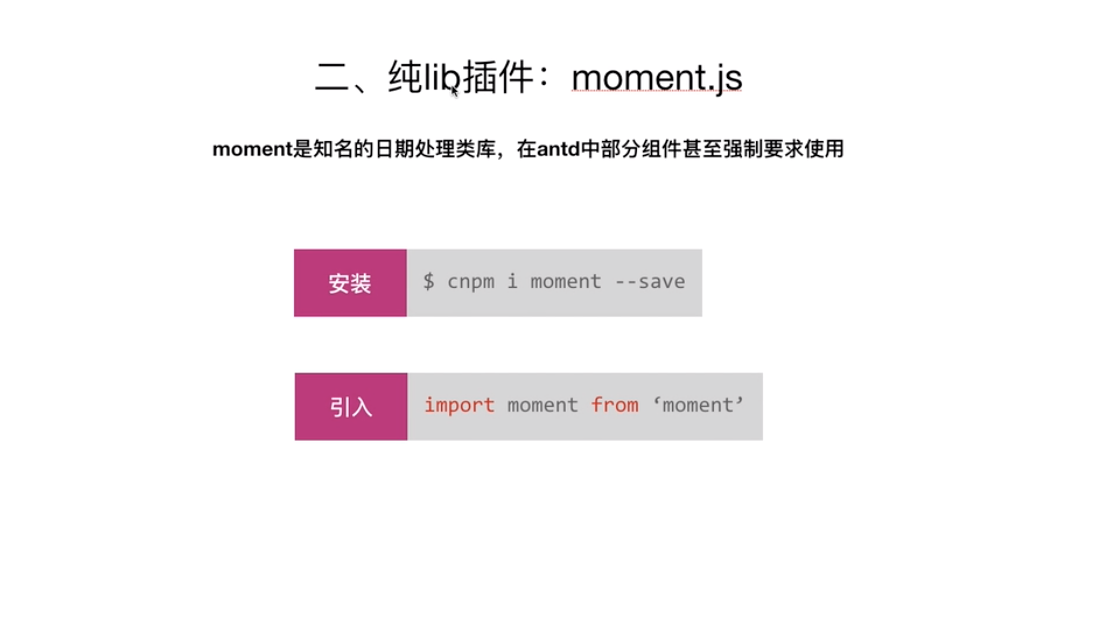 二、纯lib插件：moment.js
moment是知名的日期处理类库，在antd中部分组件甚至强制要求使用
安装 $ cnpm i moment --save
引入 import moment from ‘moment’